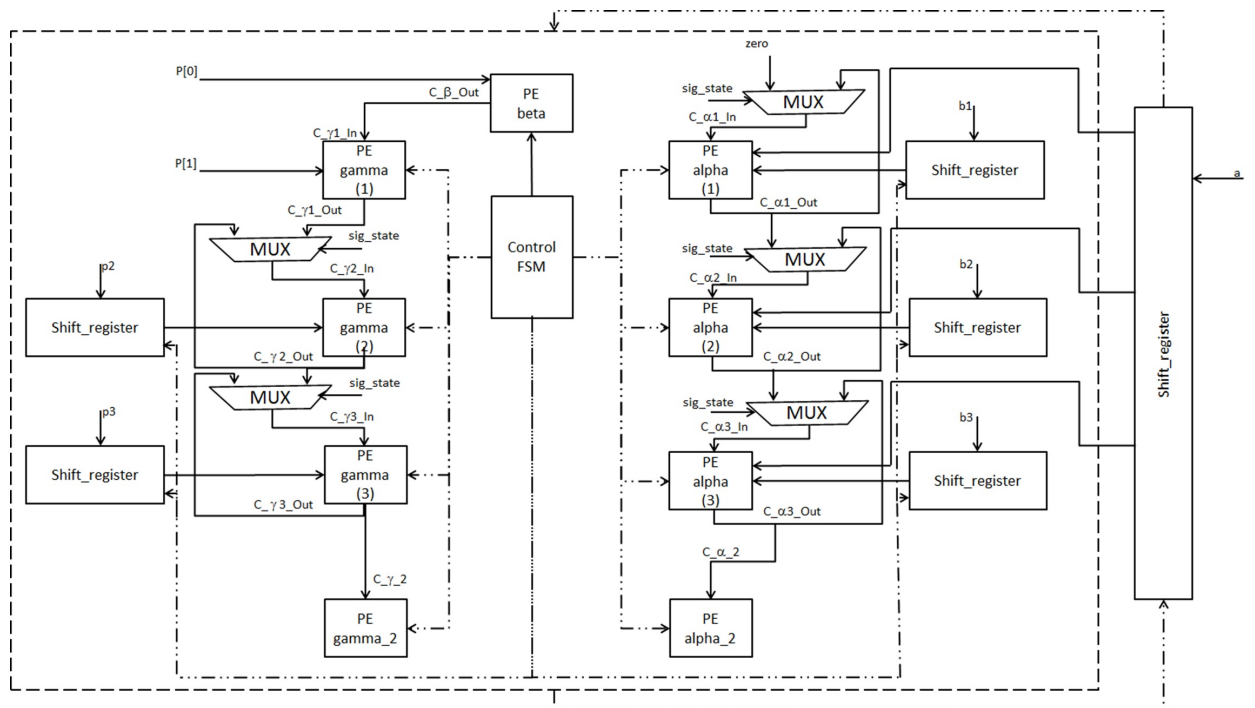 zero
P[0]
PE
beta
C_β_Out
sig_state
MUX
b1
C_γ1_In
C_α1_In
P[1]
PE
gamma
(1)
PE
alpha
(1)
Shift_register
a
C_γ1_Out
C_α1_Out
sig_state
MUX
Control
FSM
sig_state
MUX
p2
C_γ2_In
C_α2_In
b2
Shift_register
PE
gamma
(2)
PE
alpha
(2)
Shift_register
Shift_register
C_γ2_Out
C_α2_Out
sig_state
MUX
sig_state
MUX
p3
C_γ3_In
C_α3_In
b3
Shift_register
PE
gamma
(3)
PE
alpha
(3)
Shift_register
C_γ3_Out
C_α3_Out
C_γ_2
C_α_2
PE
gamma_2
PE
alpha_2